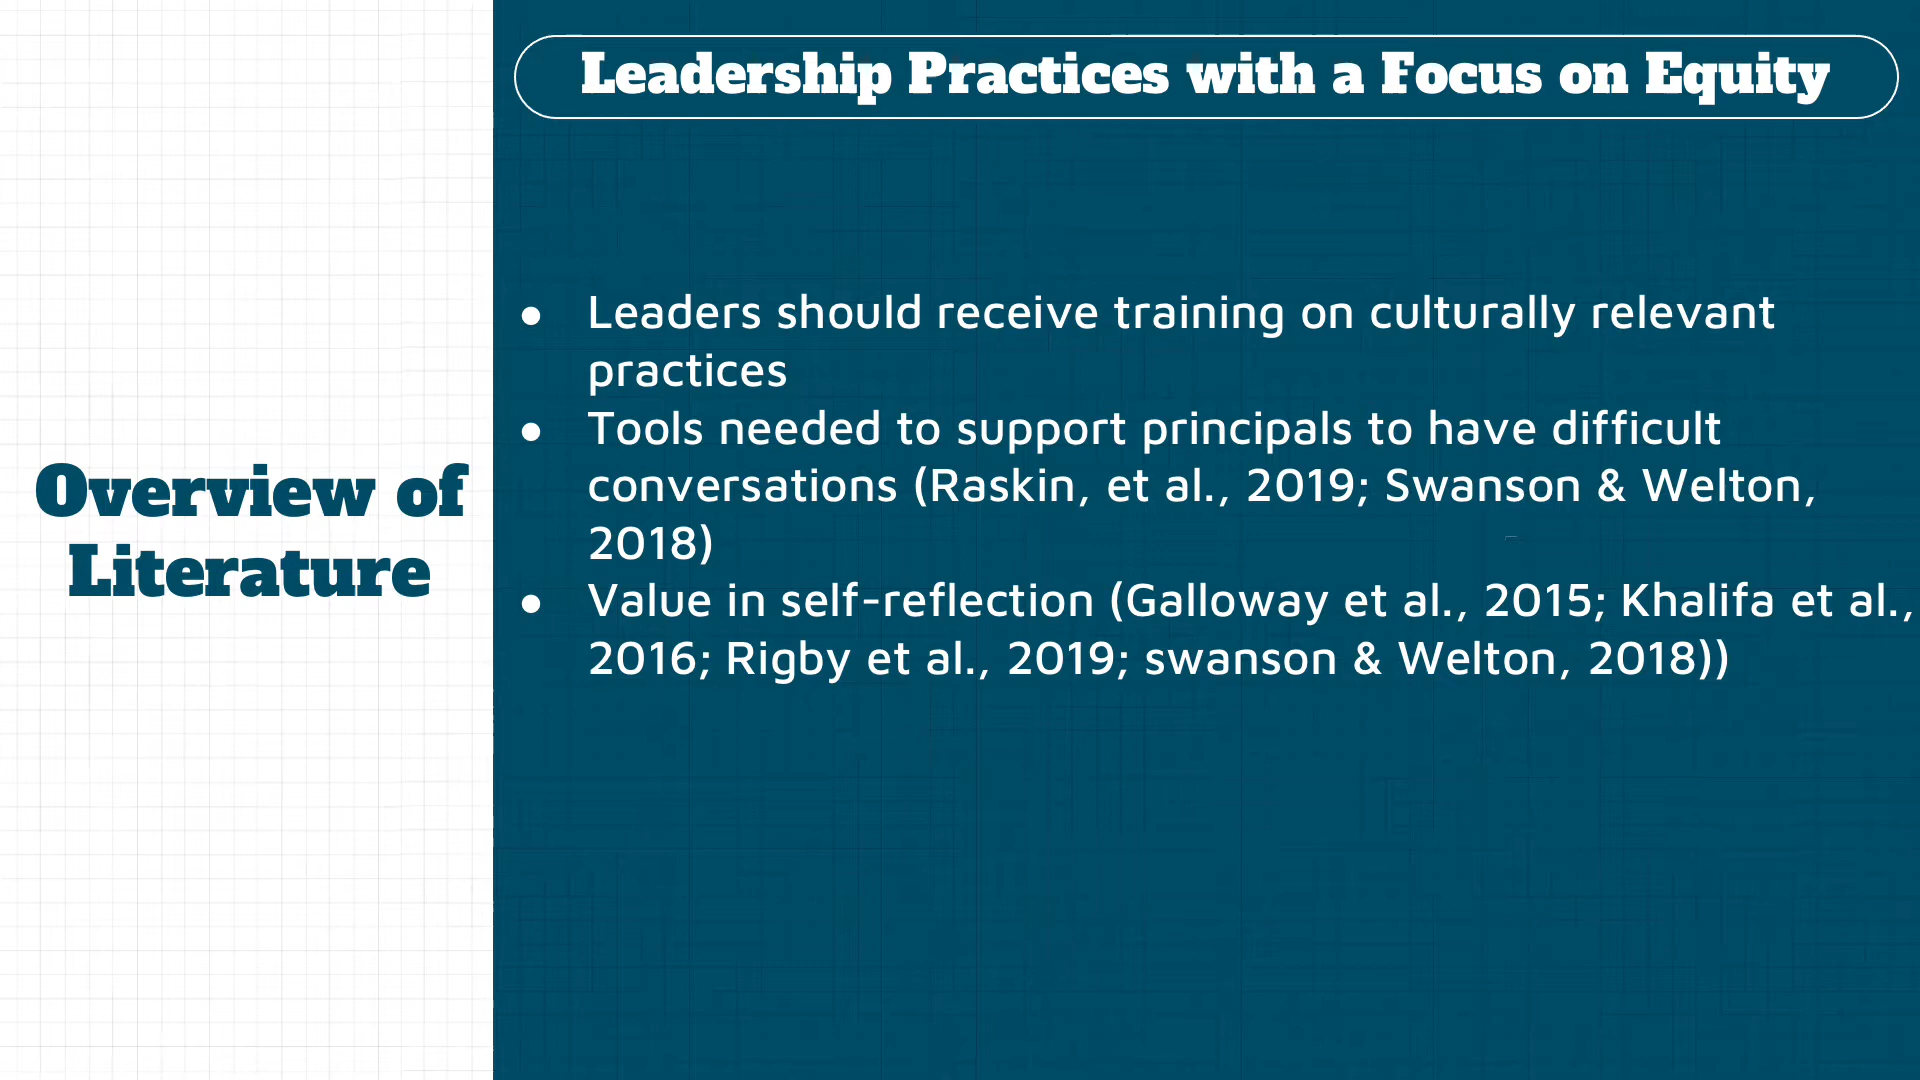 Overview of
Literature
Leadership Practices with a Focus on Equity
● Leaders should receive training on culturally relevant
practices
● Tools needed to support principals to have difficult
conversations (Raskin, et al., 2019; Swanson & Welton,
2018)
● Value in self-reflection (Galloway et al., 2015; Khalifa et al.,
2016; Rigby et al., 2019; swanson & Welton, 2018))